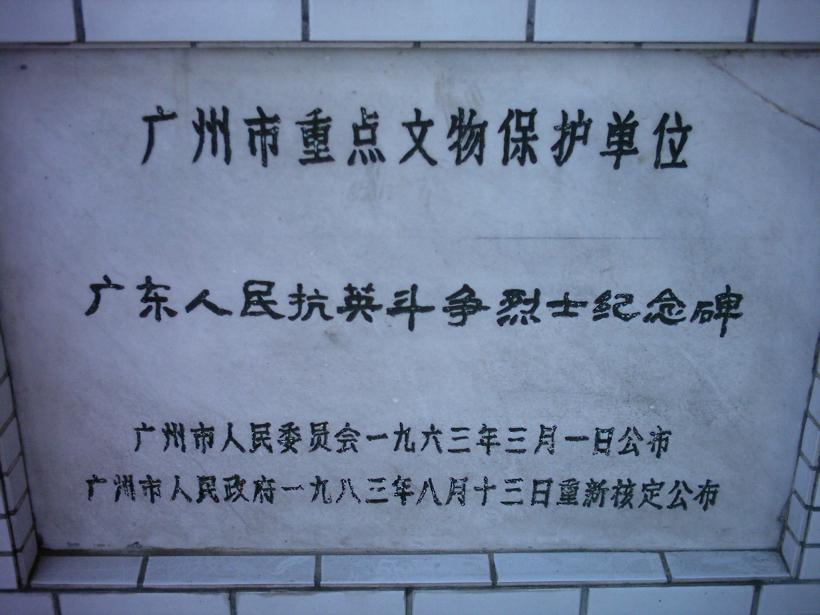 广州市重点文物保护单位
广东人民抗英斗争烈士纪念碑
广州市人民委员会一九六三年三月一日公布
广州市人民政府一九八三年八月十三日重新核定公布